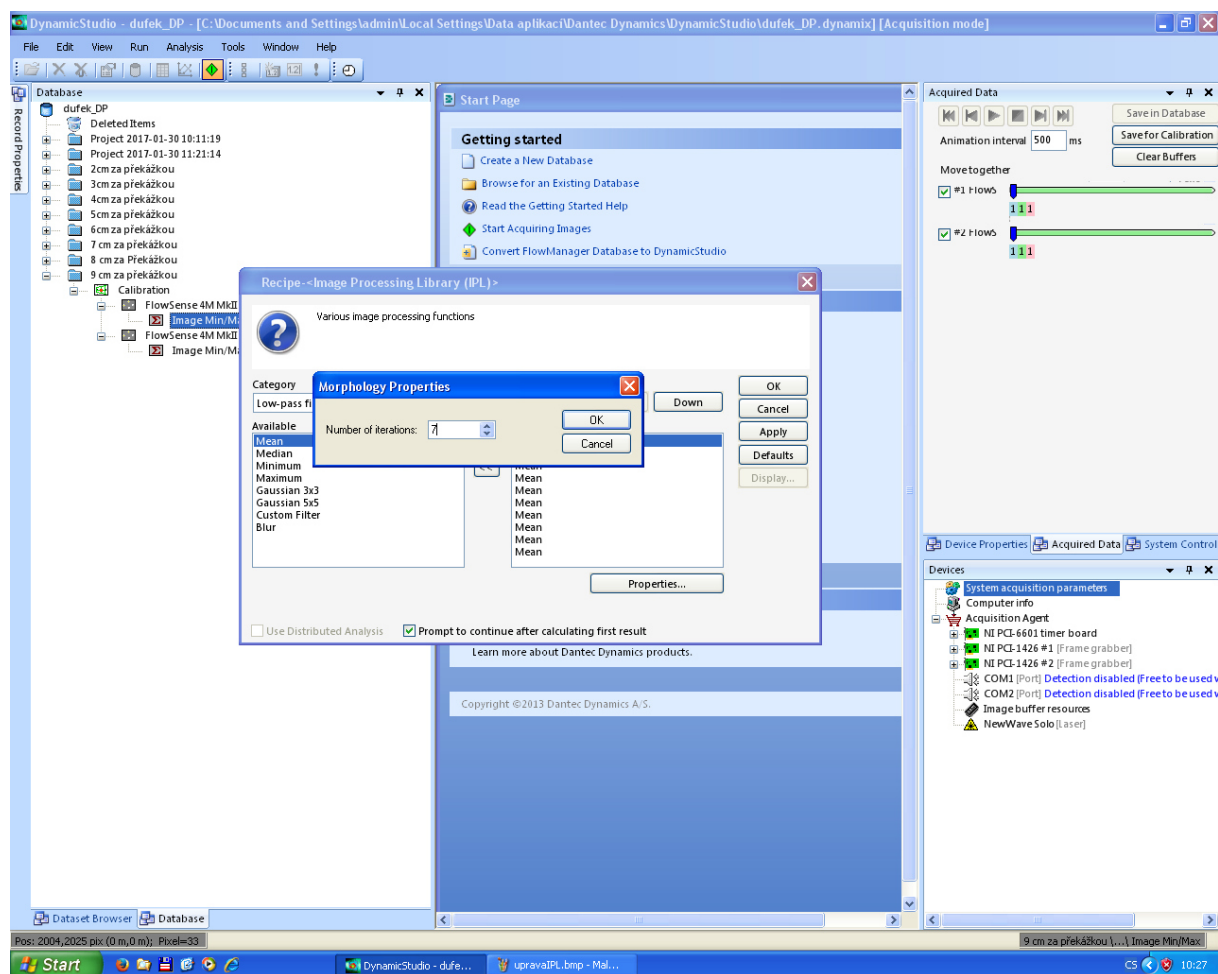 DynamicStudio - dufek_DP - [C:\Documents and Settings\admin\Local Settings\Data aplikací\Dantec Dynamics\DynamicStudio\dufek_DP.dynamix] [Acquisition mode]
File Edit View Run Analysis Tools Window Help
Record Properties
Database
dufek_DP
Deleted Items
Project 2017-01-30 10:11:19
Project 2017-01-30 11:21:14
2cm za překážkou
3cm za překážkou
4cm za překážkou
5cm za překážkou
6cm za překážkou
7 cm za překážkou
8 cm za Překážkou
9 cm za překážkou
Calibration
FlowSense 4M MkII
Image Min/Ma
FlowSense 4M MkII
Image Min/Ma
Dataset Browser Database
Start Page
Getting started
Create a New Database
Browse for an Existing Database
Read the Getting Started Help
Start Acquiring Images
Convert FlowManager Database to DynamicStudio
Learn more about Dantec Dynamics products.
Copyright ©2013 Dantec Dynamics A/S.
Recipe-<Image Processing Library (IPL)>
Various image processing functions
Category
Low-pass fi
Available
Mean
Median
Minimum
Maximum
Gaussian 3x3
Gaussian 5x5
Custom Filter
Blur
<<
Down
Mean
Mean
Mean
Mean
Mean
Mean
Mean
Mean
Properties...
OK
Cancel
Apply
Defaults
Display...
Use Distributed Analysis Prompt to continue after calculating first result
Morphology Properties
Number of iterations: 7
OK
Cancel
Acquired Data
Save in Database
Save for Calibration
Clear Buffers
Animation interval 500 ms
Move together
#1 FlowS
1 1 1
#2 FlowS
1 1 1
Device Properties Acquired Data System Control
Devices
System acquisition parameters
Computer info
Acquisition Agent
NI PCI-6601 timer board
NI PCI-1426 #1 [Frame grabber]
NI PCI-1426 #2 [Frame grabber]
COM1 [Port] Detection disabled (Free to be used w
COM2 [Port] Detection disabled (Free to be used w
Image buffer resources
NewWave Solo [Laser]
Pos: 2004,2025 pix (0 m,0 m); Pixel=33
9 cm za překážkou \...\ Image Min/Max
Start DynamicStudio - dufe... upravaIPL.bmp - Mal... CS 10:27